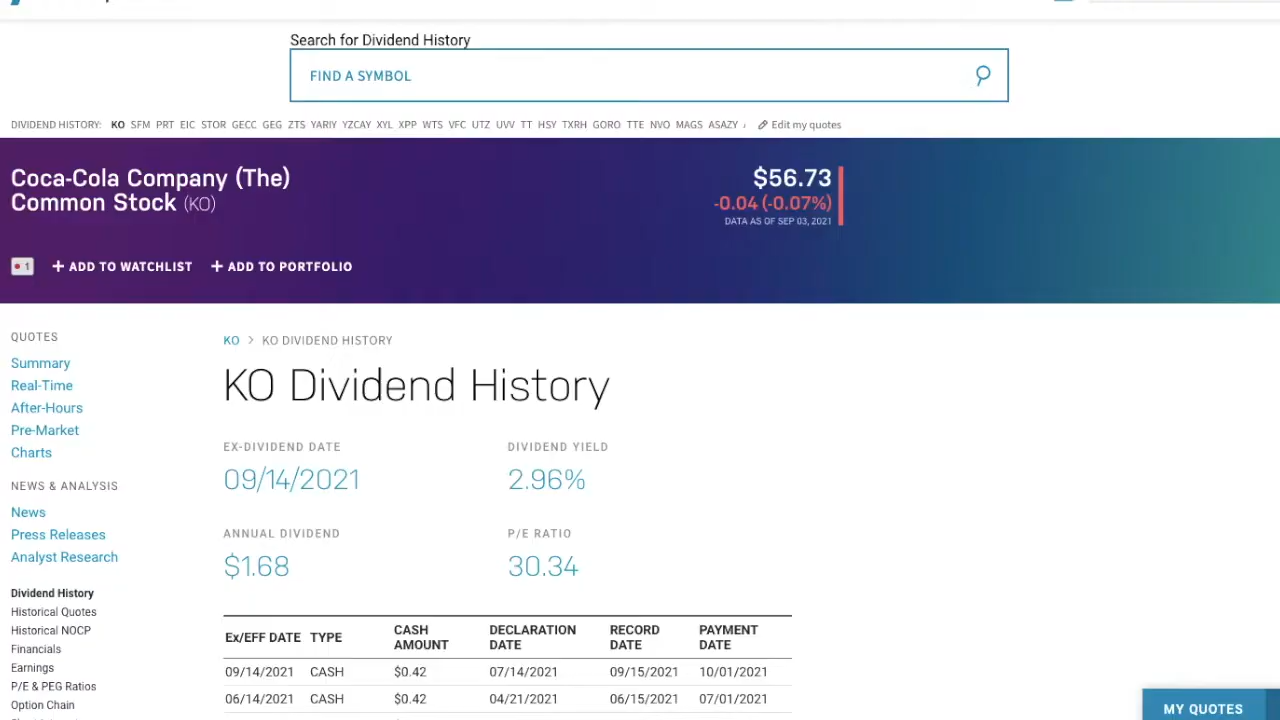 Search for Dividend History
FIND A SYMBOL
DIVIDEND HISTORY: KO SFM PRT EIC STOR GECC GEG ZTS YARIY YZCAY XYL XPP WTS VFC UTZ UVV TT HSY TXRH GORO TTE NVO MAGS ASAZY Edit my quotes
Coca-Cola Company (The)
Common Stock (KO)
$56.73
-0.04 (-0.07%)
DATA AS OF SEP 03, 2021
1
+ ADD TO WATCHLIST + ADD TO PORTFOLIO
QUOTES
Summary
Real-Time
After-Hours
Pre-Market
Charts
NEWS & ANALYSIS
News
Press Releases
Analyst Research
Dividend History
Historical Quotes
Historical NOCP
Financials
Earnings
P/E & PEG Ratios
Option Chain
KO > KO DIVIDEND HISTORY
KO Dividend History
EX-DIVIDEND DATE
09/14/2021
DIVIDEND YIELD
2.96%
ANNUAL DIVIDEND
$1.68
P/E RATIO
30.34
Ex/EFF DATE TYPE CASH AMOUNT DECLARATION DATE RECORD DATE PAYMENT DATE
09/14/2021 CASH $0.42 07/14/2021 09/15/2021 10/01/2021
06/14/2021 CASH $0.42 04/21/2021 06/15/2021 07/01/2021
MY QUOTES